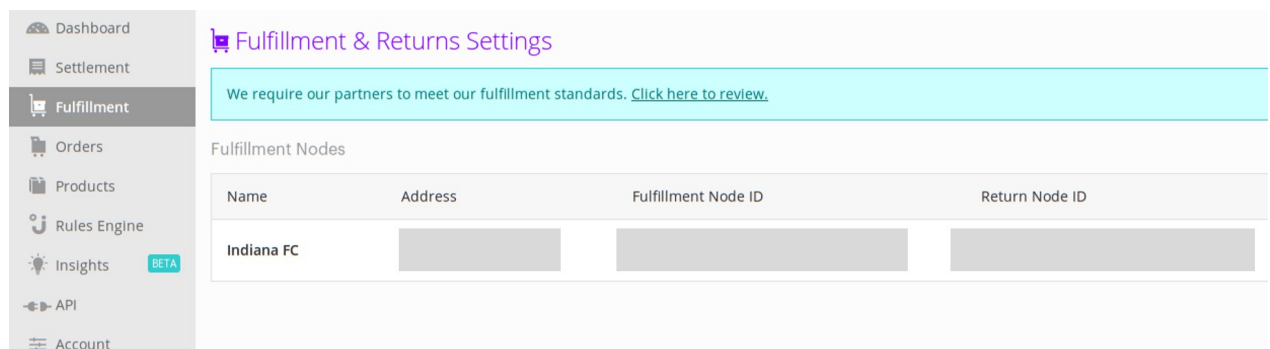 Dashboard
Settlement
Fulfillment
Orders
Products
Rules Engine
Insights BETA
API
Account
Fulfillment & Returns Settings
We require our partners to meet our fulfillment standards. Click here to review.
Fulfillment Nodes
Name Address Fulfillment Node ID Return Node ID
Indiana FC